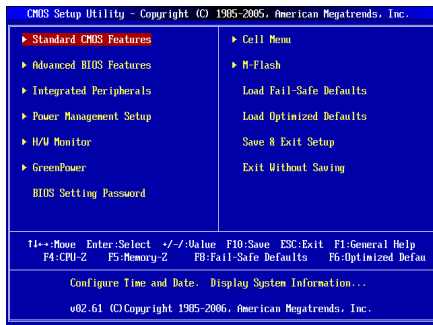 CMOS Setup Utility - Copyright (C) 1985-2005, American Megatrends, Inc.
▶ Standard CMOS Features
▶ Advanced BIOS Features
▶ Integrated Peripherals
▶ Power Management Setup
▶ H/W Monitor
▶ GreenPower
BIOS Setting Password
▶ Cell Menu
▶ M-Flash
Load Fail-Safe Defaults
Load Optimized Defaults
Save & Exit Setup
Exit Without Saving
↑↓←→:Move Enter:Select +/-/:Value F10:Save ESC:Exit F1:General Help
F4:CPU-Z F5:Memory-Z F8:Fail-Safe Defaults F6:Optimized Defau
Configure Time and Date. Display System Information...
v02.61 (C)Copyright 1985-2006, American Megatrends, Inc.